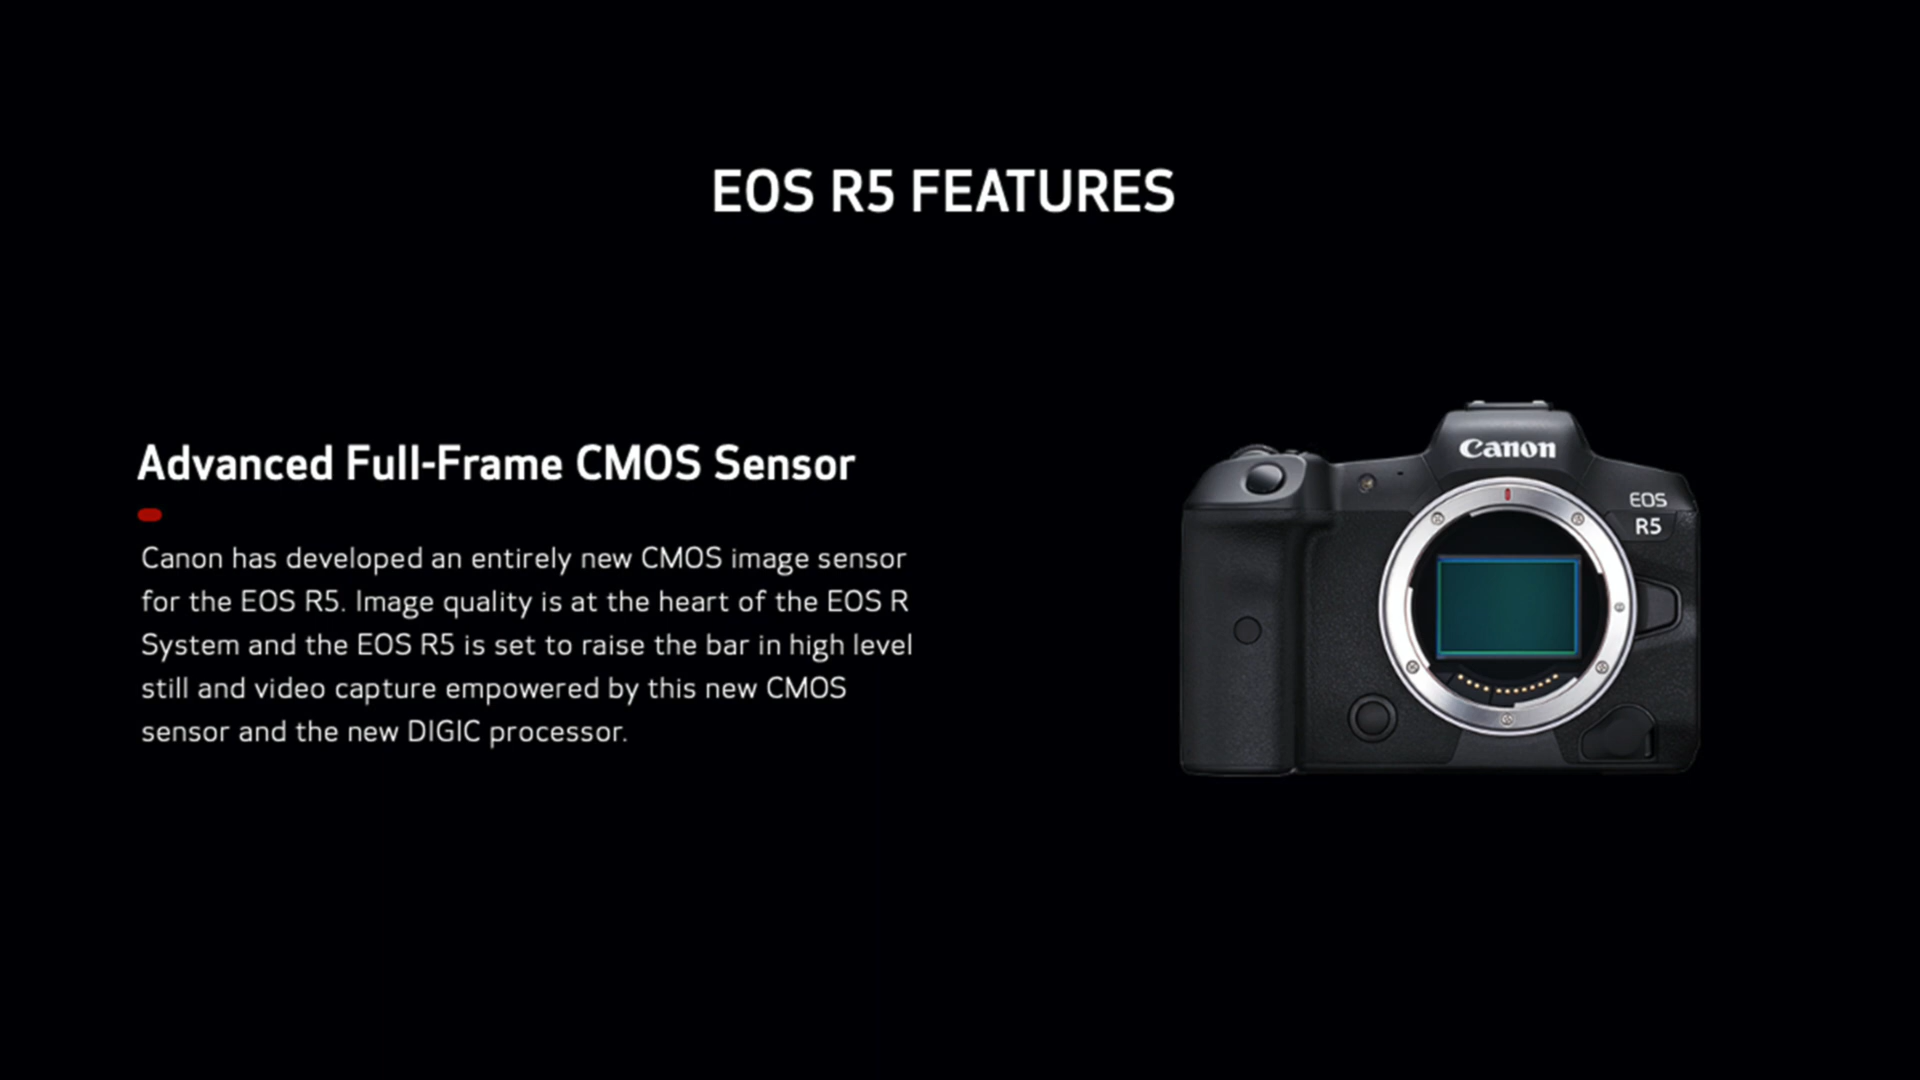 EOS R5 FEATURES
Advanced Full-Frame CMOS Sensor
Canon has developed an entirely new CMOS image sensor
for the EOS R5. Image quality is at the heart of the EOS R
System and the EOS R5 is set to raise the bar in high level
still and video capture empowered by this new CMOS
sensor and the new DIGIC processor.
Canon
EOS
R5